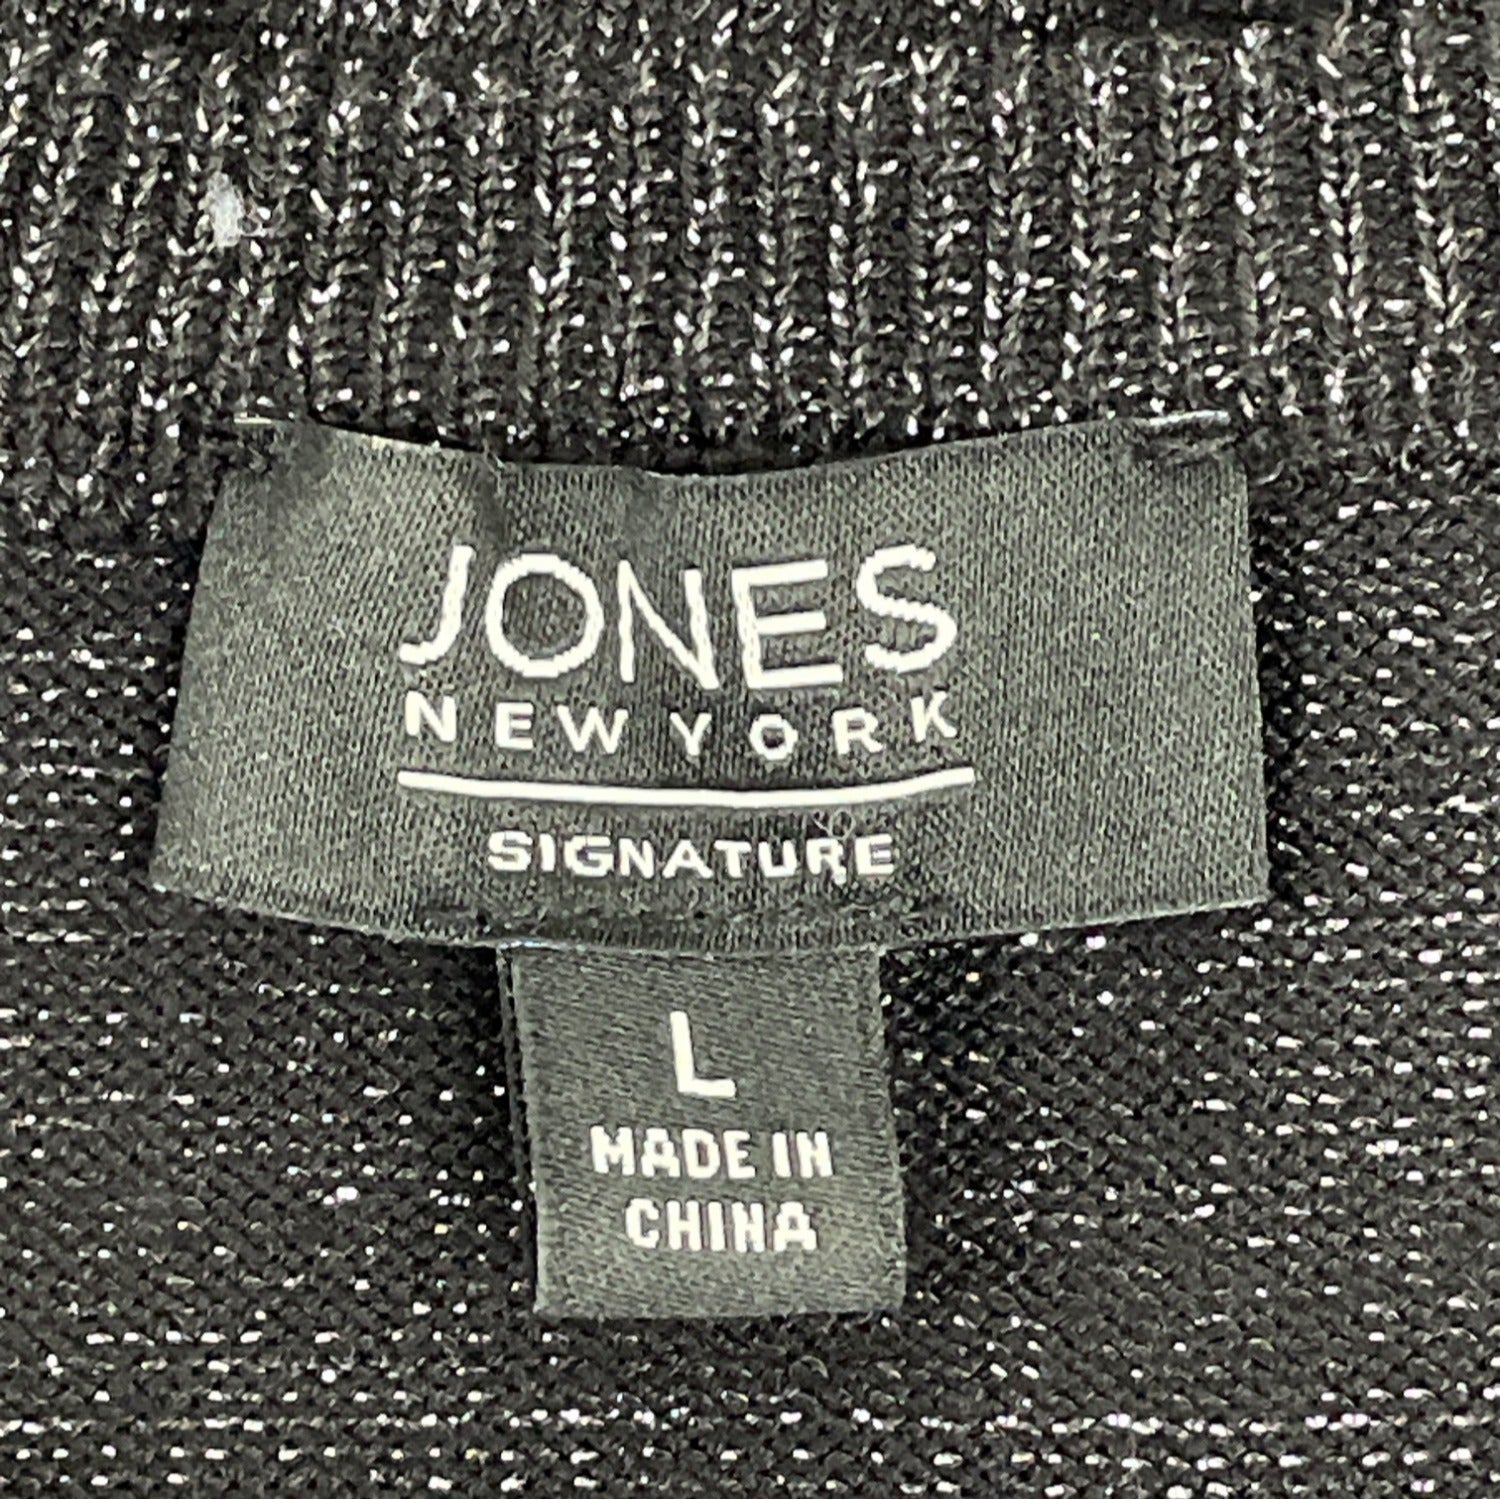 JONES
NEW YORK
SIGNATURE
L
MADE IN
CHINA